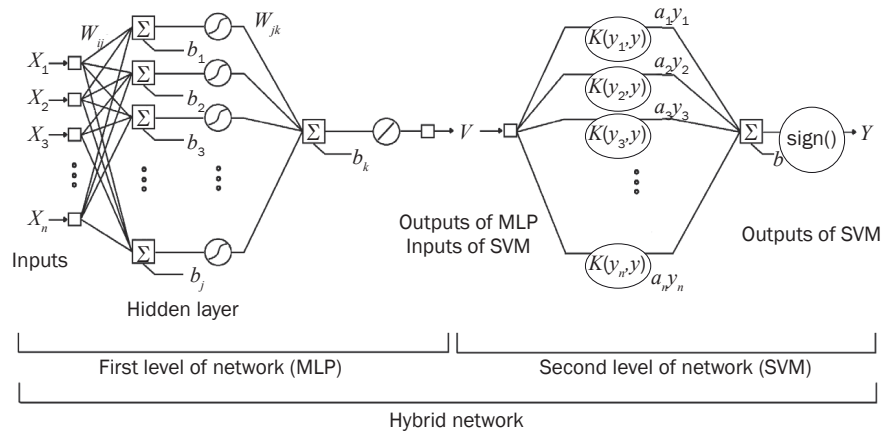 W_ij
W_jk
X_1
X_2
X_3
X_n
Inputs
Σ
Σ
Σ
Σ
b_1
b_2
b_3
b_j
Hidden layer
Σ
b_k
V
Outputs of MLP
Inputs of SVM
K(y_1,y)
K(y_2,y)
K(y_3,y)
K(y_n,y)
a_1y_1
a_2y_2
a_3y_3
a_ny_n
Σ
b
sign()
Y
Outputs of SVM
First level of network (MLP)
Second level of network (SVM)
Hybrid network